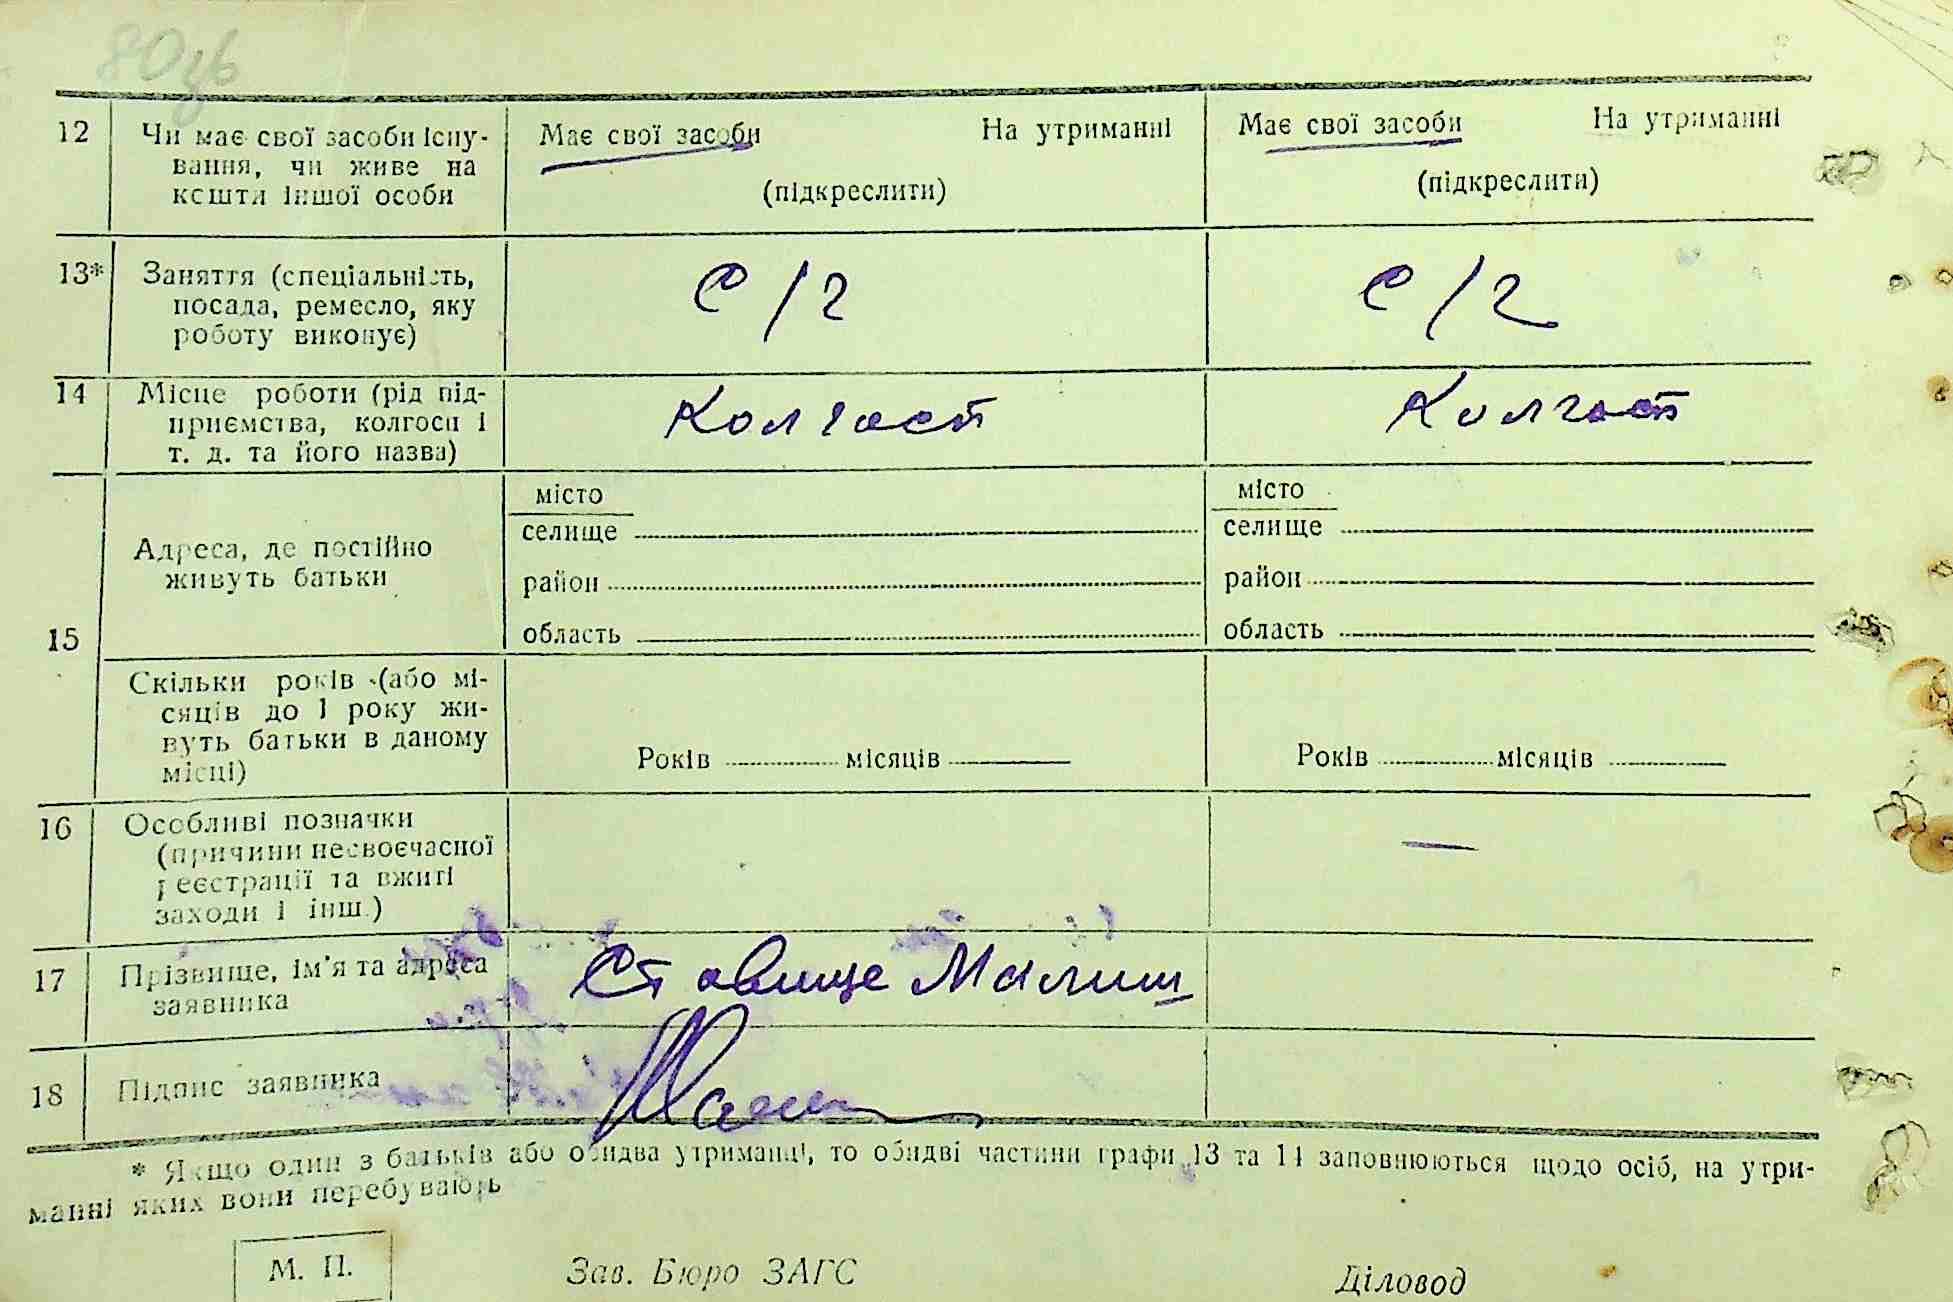 80зв
12 Чи має свої засоби існу-
вання, чи живе на
кошти іншої особи
Має свої засоби На утриманні
(підкреслити)
Має свої засоби На утриманні
(підкреслити)
13* Заняття (спеціальність,
посада, ремесло, яку
роботу виконує)
С/г
С/г
14 Місце роботи (рід під-
приємства, колгосп і
т. д. та його назва)
Колгосп
Колгосп
15
Адреса, де постійно
живуть батьки
місто
селище
район
область
місто
селище
район
область
Скільки років (або мі-
сяців до 1 року жи-
вуть батьки в даному
місці)
Років місяців
Років місяців
16 Особливі позначки
(причини несвоєчасної
реєстрації та вжиті
заходи і інш.)
—
17 Прізвище, ім'я та адреса
заявника
Ставище
18 Підпис заявника
* Якщо один з батьків або обидва утриманці, то обидві частини графи 13 та 14 заповнюються щодо осіб, на утри-
манні яких вони перебувають
М. П.
Зав. Бюро ЗАГС
Діловод